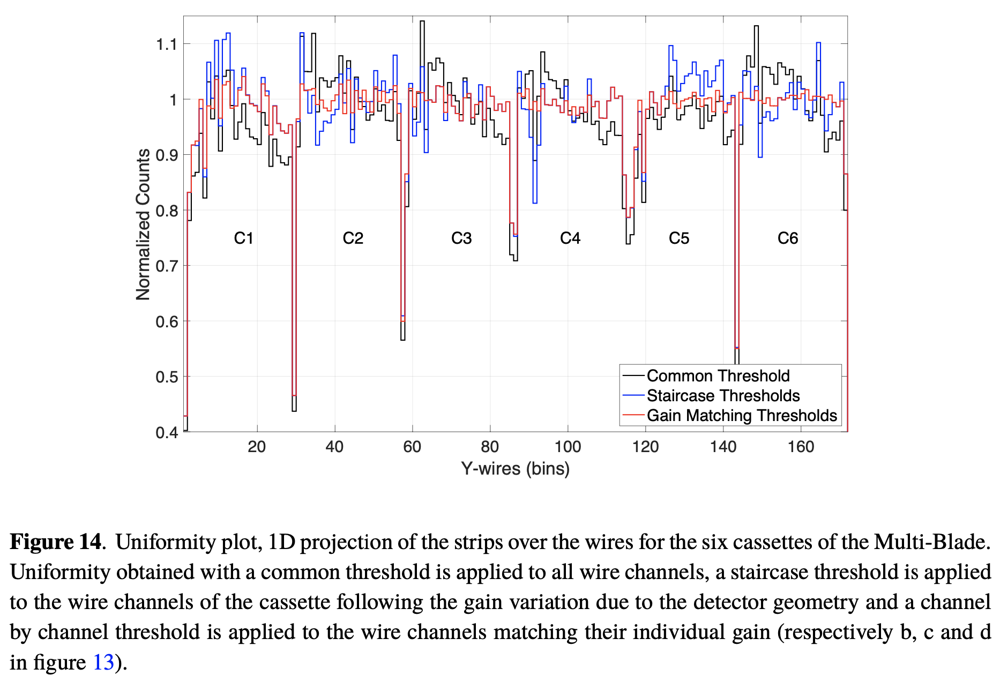 1.1
1
0.9
0.8
0.7
0.6
0.5
0.4
Normalized Counts
C1 C2 C3 C4 C5 C6
Common Threshold
Staircase Thresholds
Gain Matching Thresholds
20 40 60 80 100 120 140 160
Y-wires (bins)
Figure 14. Uniformity plot, 1D projection of the strips over the wires for the six cassettes of the Multi-Blade.
Uniformity obtained with a common threshold is applied to all wire channels, a staircase threshold is applied
to the wire channels of the cassette following the gain variation due to the detector geometry and a channel
by channel threshold is applied to the wire channels matching their individual gain (respectively b, c and d
in figure 13).